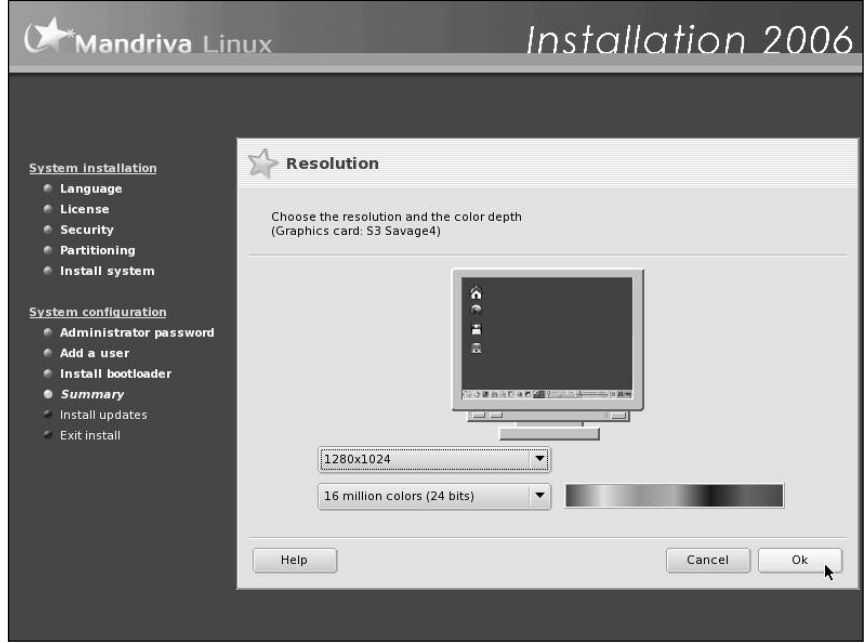 Mandriva Linux
Installation 2006
System installation
Language
License
Security
Partitioning
Install system
System configuration
Administrator password
Add a user
Install bootloader
Summary
Install updates
Exit install
Resolution
Choose the resolution and the color depth
(Graphics card: S3 Savage4)
1280x1024
16 million colors (24 bits)
Help
Cancel
Ok